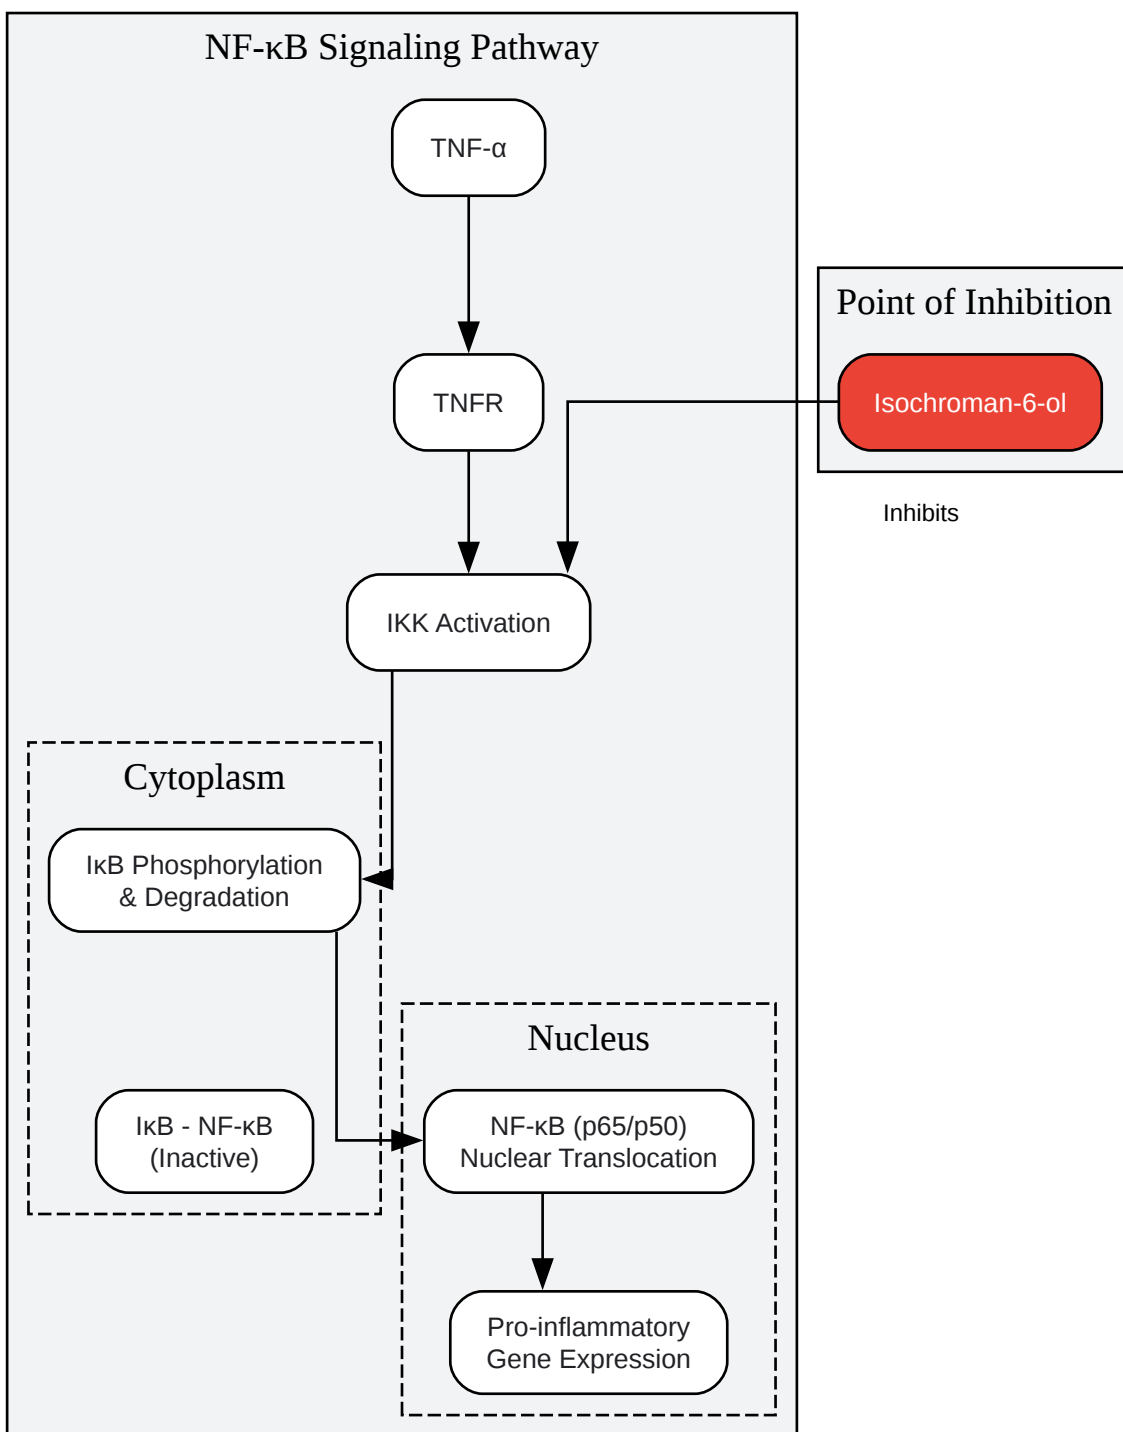 NF-κB Signaling Pathway
TNF-α
Point of Inhibition
TNFR
Isochroman-6-ol
Inhibits
IKK Activation
Cytoplasm
IκB Phosphorylation
& Degradation
Nucleus
IκB - NF-κB
(Inactive)
NF-κB (p65/p50)
Nuclear Translocation
Pro-inflammatory
Gene Expression